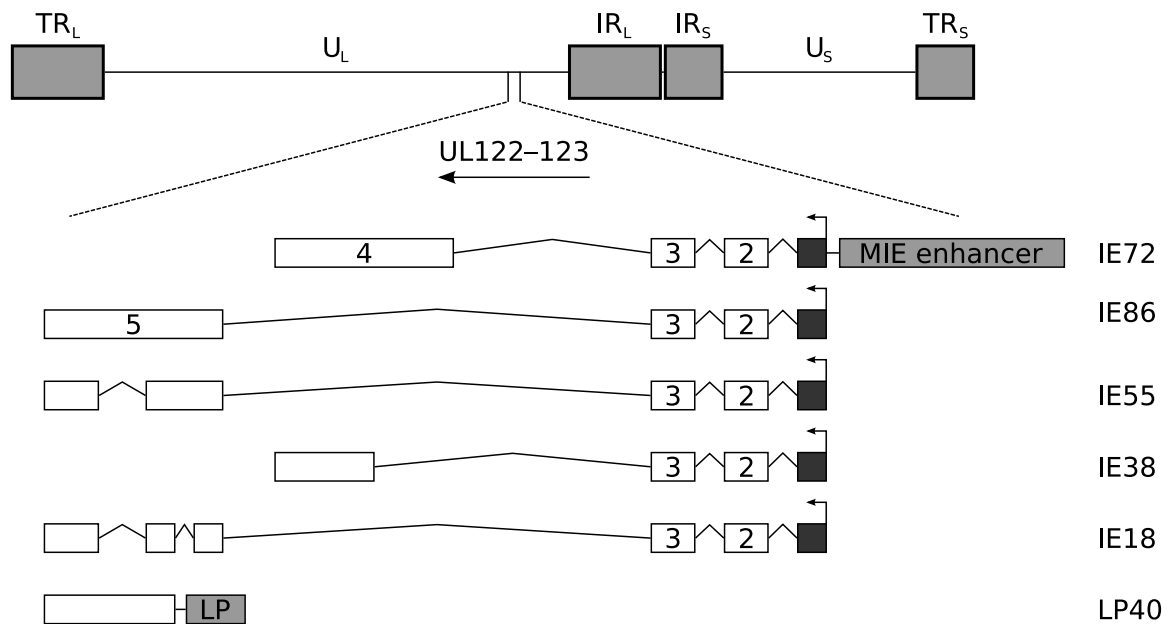 TRL UL IRL IRS US TRS
UL122–123
4 3 2 MIE enhancer IE72
5 3 2 IE86
3 2 IE55
3 2 IE38
3 2 IE18
LP LP40